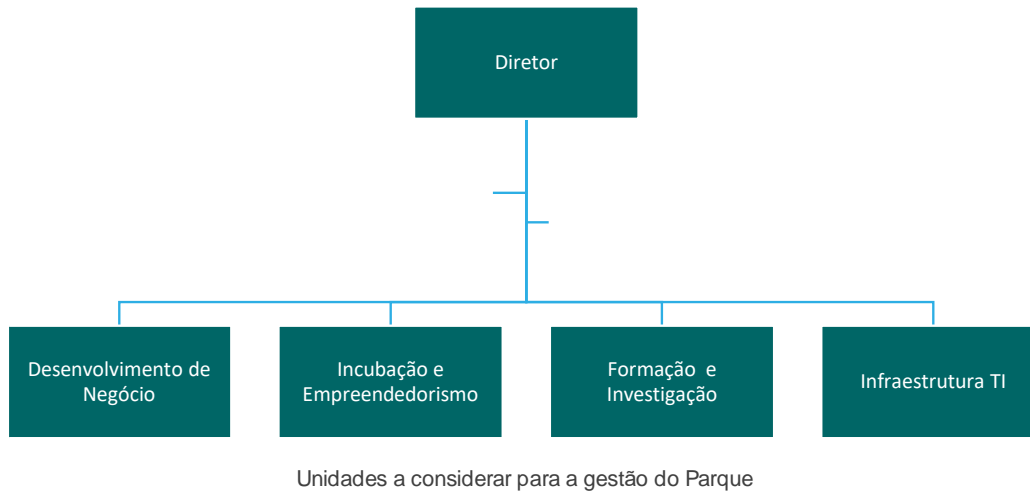 Diretor
Desenvolvimento de
Negócio
Incubação e
Empreendedorismo
Formação e
Investigação
Infraestrutura TI
Unidades a considerar para a gestão do Parque